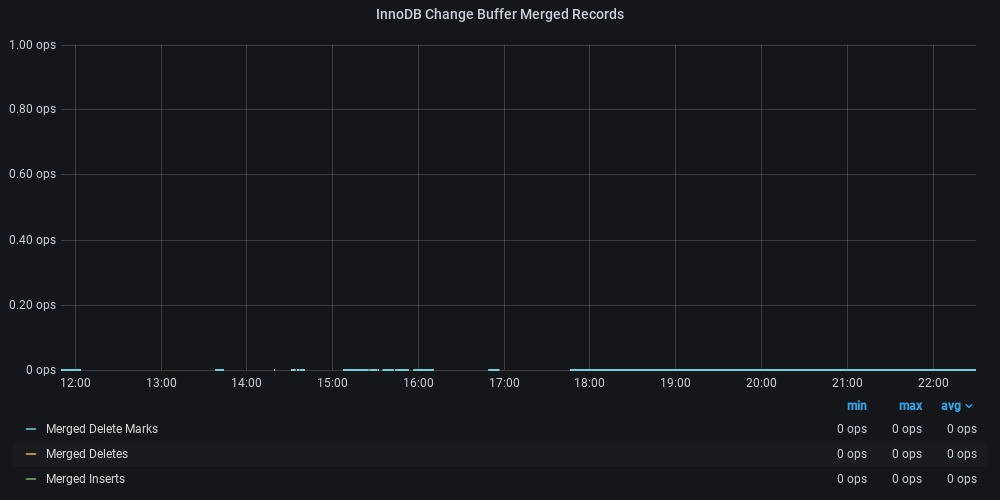 InnoDB Change Buffer Merged Records
1.00 ops
0.80 ops
0.60 ops
0.40 ops
0.20 ops
0 ops
12:00 13:00 14:00 15:00 16:00 17:00 18:00 19:00 20:00 21:00 22:00
min max avg
Merged Delete Marks 0 ops 0 ops 0 ops
Merged Deletes 0 ops 0 ops 0 ops
Merged Inserts 0 ops 0 ops 0 ops